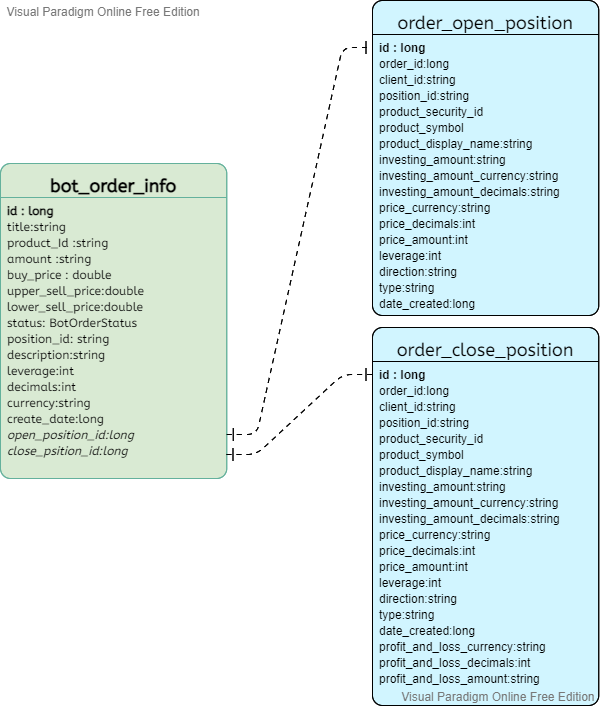 Visual Paradigm Online Free Edition
bot_order_info
id : long
title:string
product_Id :string
amount :string
buy_price : double
upper_sell_price:double
lower_sell_price:double
status: BotOrderStatus
position_id: string
description:string
leverage:int
decimals:int
currency:string
create_date:long
open_position_id:long
close_psition_id:long
order_open_position
id : long
order_id:long
client_id:string
position_id:string
product_security_id
product_symbol
product_display_name:string
investing_amount:string
investing_amount_currency:string
investing_amount_decimals:string
price_currency:string
price_decimals:int
price_amount:int
leverage:int
direction:string
type:string
date_created:long
order_close_position
id : long
order_id:long
client_id:string
position_id:string
product_security_id
product_symbol
product_display_name:string
investing_amount:string
investing_amount_currency:string
investing_amount_decimals:string
price_currency:string
price_decimals:int
price_amount:int
leverage:int
direction:string
type:string
date_created:long
profit_and_loss_currency:string
profit_and_loss_decimals:int
profit_and_loss_amount:string
Visual Paradigm Online Free Edition